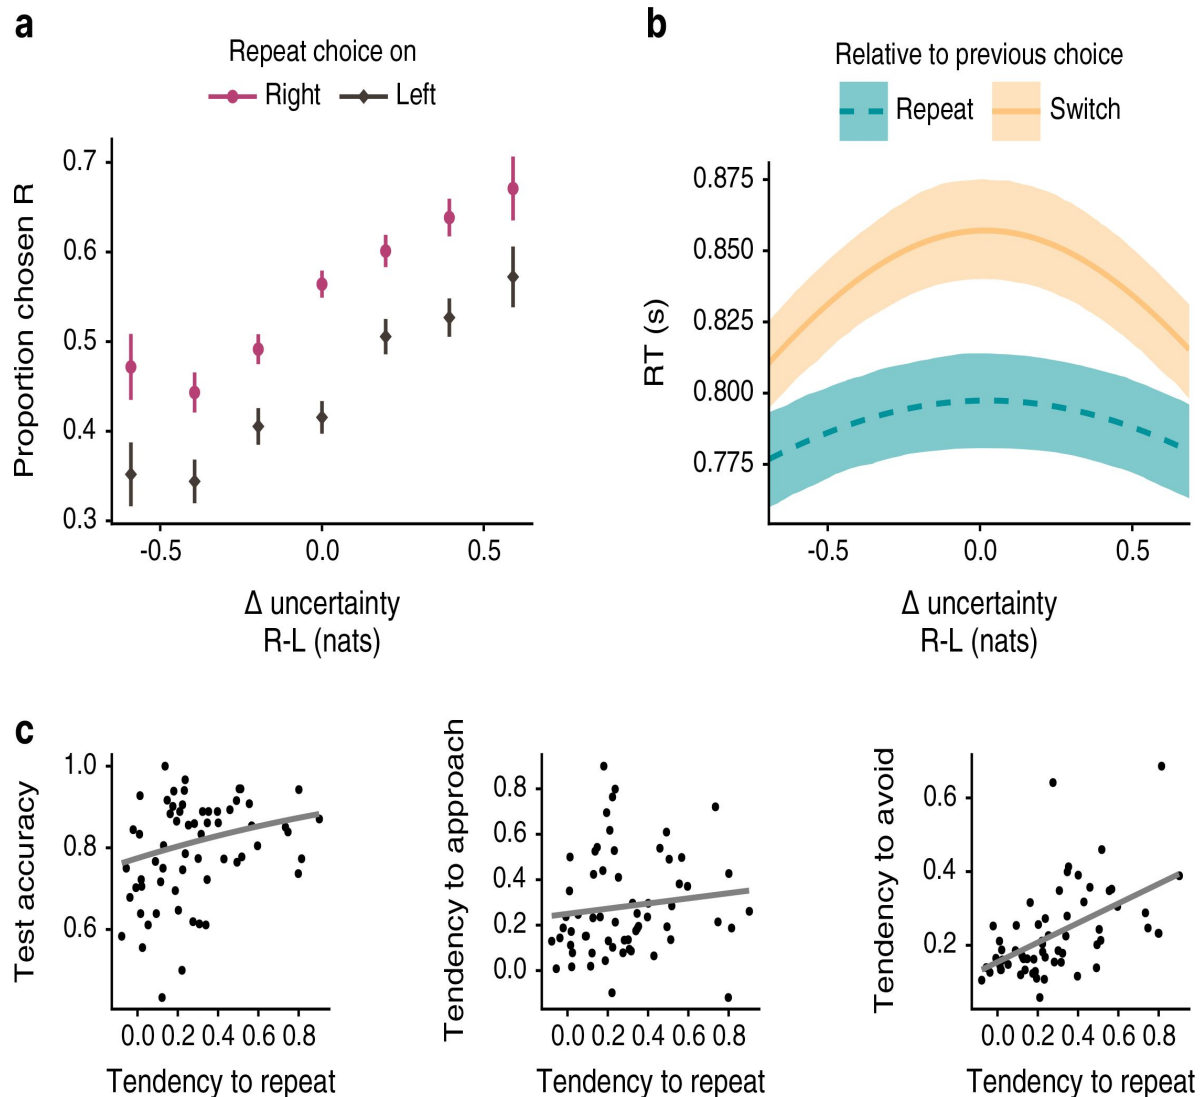 a
Repeat choice on
Right Left
Proportion chosen R
0.7
0.6
0.5
0.4
0.3
-0.5 0.0 0.5
Δ uncertainty
R-L (nats)
b
Relative to previous choice
Repeat Switch
RT (s)
0.875
0.850
0.825
0.800
0.775
-0.5 0.0 0.5
Δ uncertainty
R-L (nats)
c
Test accuracy
1.0
0.8
0.6
0.0 0.2 0.4 0.6 0.8
Tendency to repeat
Tendency to approach
0.8
0.6
0.4
0.2
0.0
0.0 0.2 0.4 0.6 0.8
Tendency to repeat
Tendency to avoid
0.6
0.4
0.2
0.0 0.2 0.4 0.6 0.8
Tendency to repeat